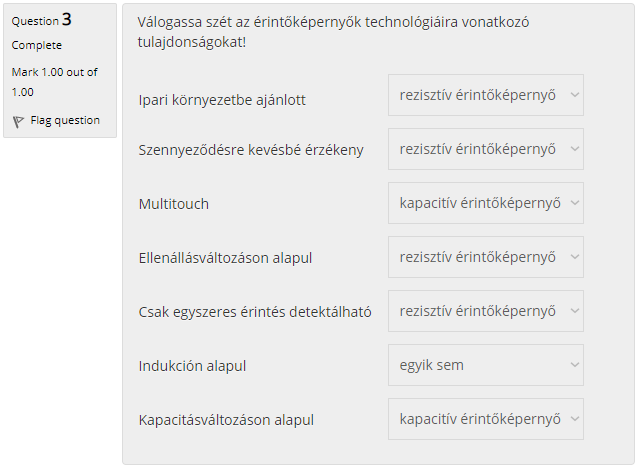 Question 3
Complete
Mark 1.00 out of
1.00
Flag question
Válogassa szét az érintőképernyők technológiáira vonatkozó
tulajdonságokat!
Ipari környezetbe ajánlott rezisztív érintőképernyő
Szennyeződésre kevésbé érzékeny rezisztív érintőképernyő
Multitouch kapacitív érintőképernyő
Ellenállásváltozáson alapul rezisztív érintőképernyő
Csak egyszeres érintés detektálható rezisztív érintőképernyő
Indukción alapul egyik sem
Kapacitásváltozáson alapul kapacitív érintőképernyő